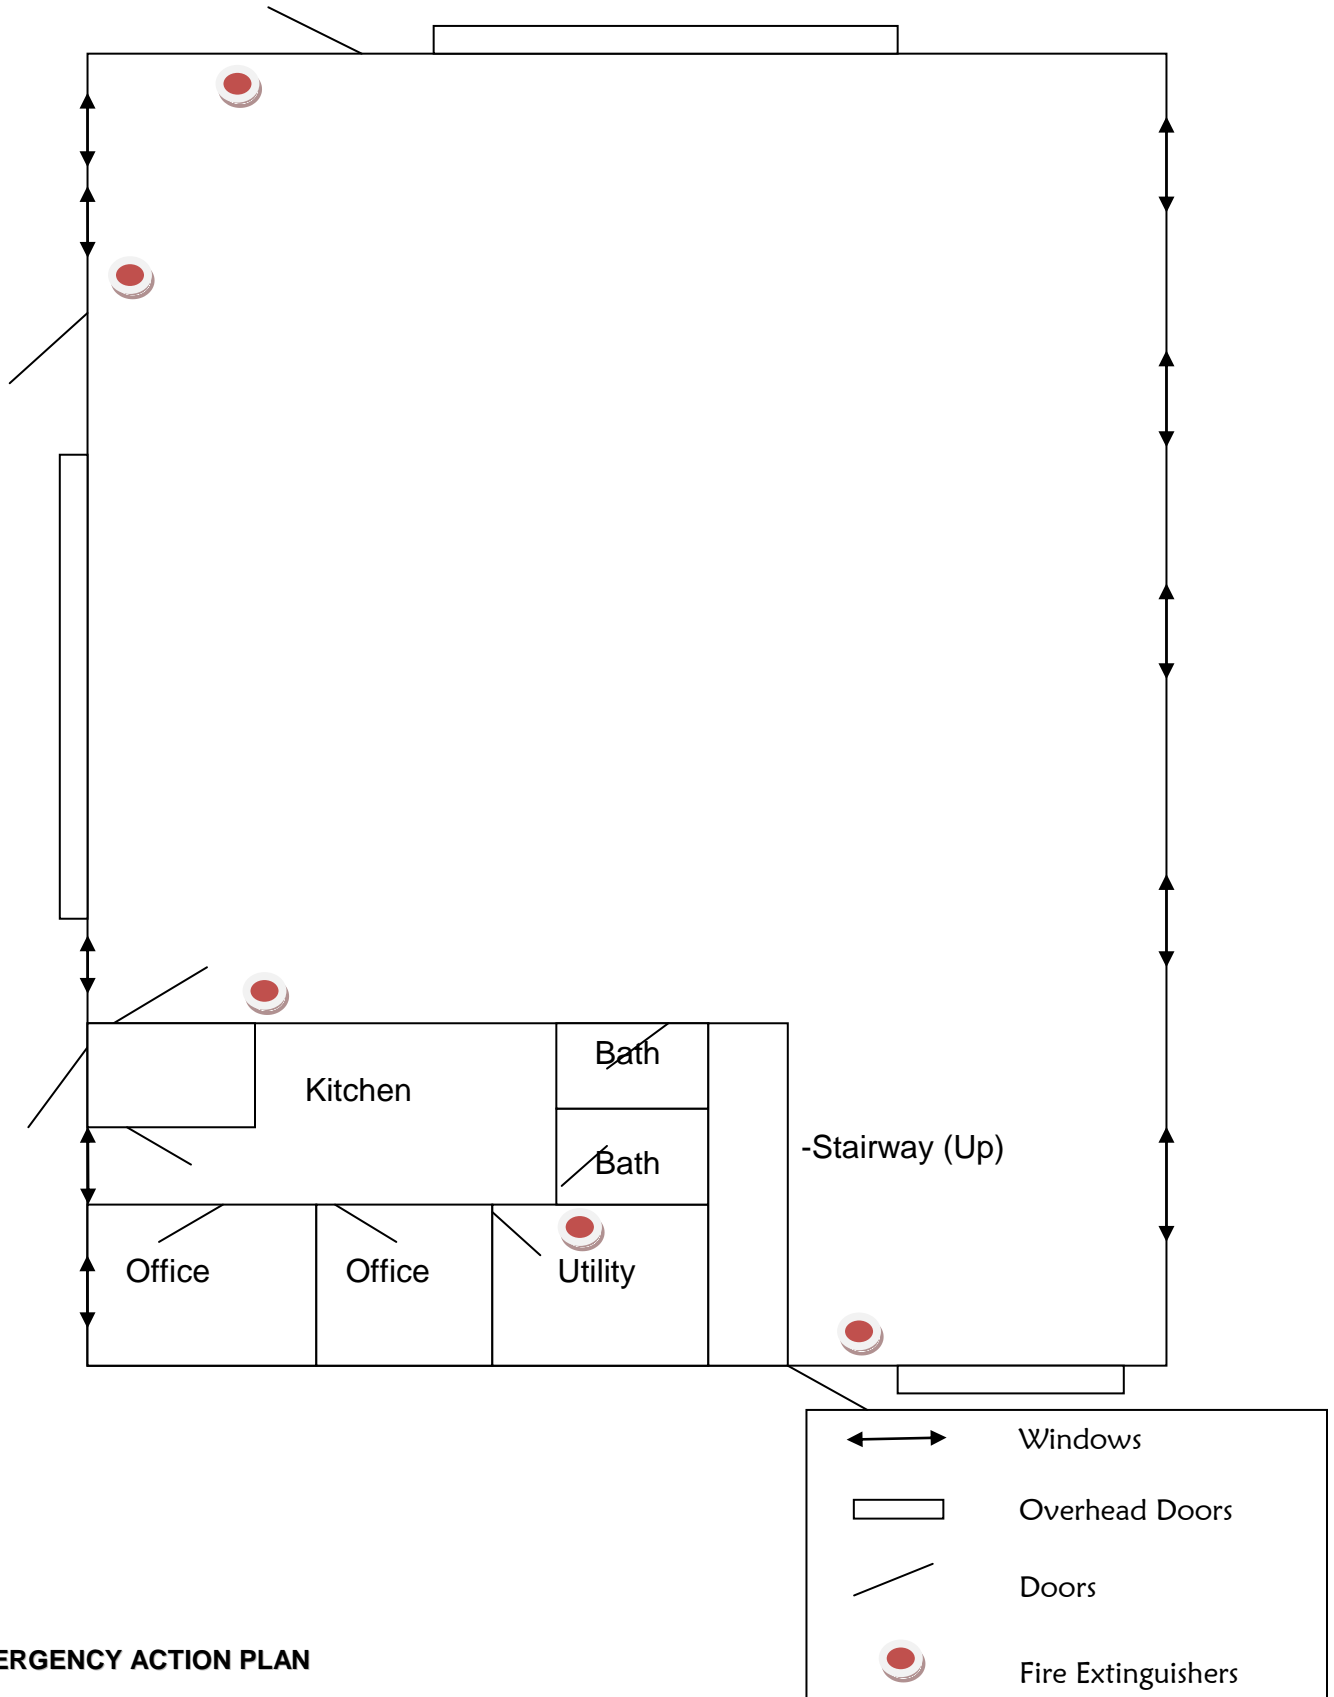 Bath
Kitchen
-Stairway (Up)
Bath
Office
Office
Utility
Windows
Overhead Doors
Doors
ERGENCY ACTION PLAN
Fire Extinguishers